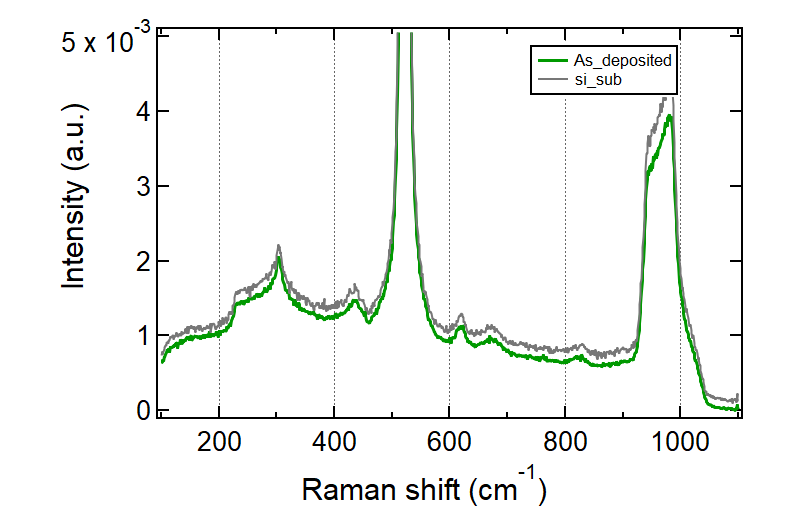 5 x 10-3
As_deposited
si_sub
4
3
2
1
0
Intensity (a.u.)
200 400 600 800 1000
Raman shift (cm-1)